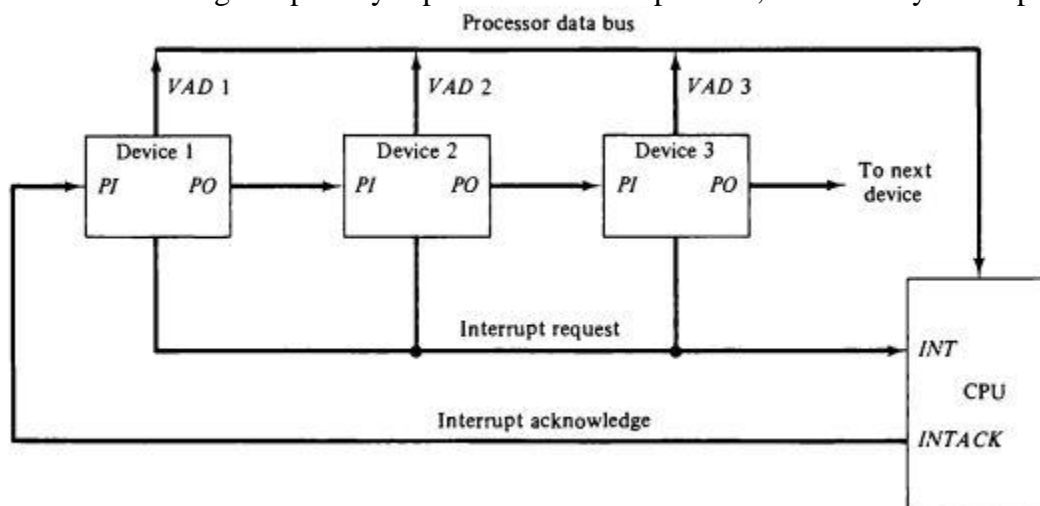 Processor data bus
VAD 1
VAD 2
VAD 3
Device 1
Device 2
Device 3
PI PO
PI PO
PI PO
To next
device
Interrupt request
INT
CPU
Interrupt acknowledge
INTACK